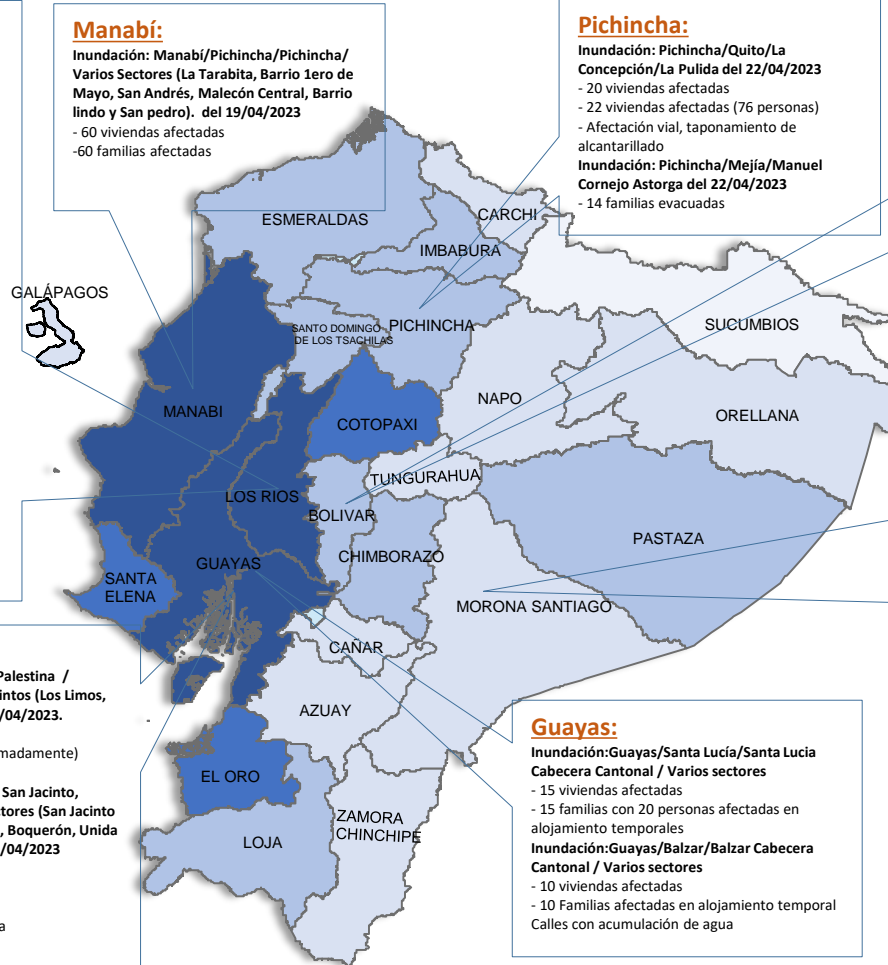 Manabí:
Inundación: Manabí/Pichincha/Pichincha/
Varios Sectores (La Tarabita, Barrio 1ero de
Mayo, San Andrés, Malecón Central, Barrio
lindo y San pedro).  del 19/04/2023
- 60 viviendas afectadas
-60 familias afectadas
Pichincha:
Inundación: Pichincha/Quito/La
Concepción/La Pulida del 22/04/2023
- 20 viviendas afectadas
- 22 viviendas afectadas (76 personas)
- Afectación vial, taponamiento de
alcantarillado
Inundación: Pichincha/Mejía/Manuel
Cornejo Astorga del 22/04/2023
- 14 familias evacuadas
ESMERALDAS
CARCHI
IMBABURA
GALÁPAGOS
SANTO DOMINGO
DE LOS TSACHILAS
PICHINCHA
SUCUMBIOS
MANABI
COTOPAXI
NAPO
ORELLANA
TUNGURAHUA
LOS RIOS
BOLIVAR
PASTAZA
CHIMBORAZO
GUAYAS
SANTA
ELENA
MORONA SANTIAGO
CAÑAR
AZUAY
EL ORO
LOJA
ZAMORA
CHINCHIPE
Palestina  /
intos (Los Limos,
/04/2023.
madamente)
San Jacinto,
ctores (San Jacinto
, Boquerón, Unida
/04/2023
a
Guayas:
Inundación:Guayas/Santa Lucía/Santa Lucia
Cabecera Cantonal / Varios sectores
- 15 viviendas afectadas
- 15 familias con 20 personas afectadas en
alojamiento temporales
Inundación:Guayas/Balzar/Balzar Cabecera
Cantonal / Varios sectores
- 10 viviendas afectadas
- 10 Familias afectadas en alojamiento temporal
Calles con acumulación de agua